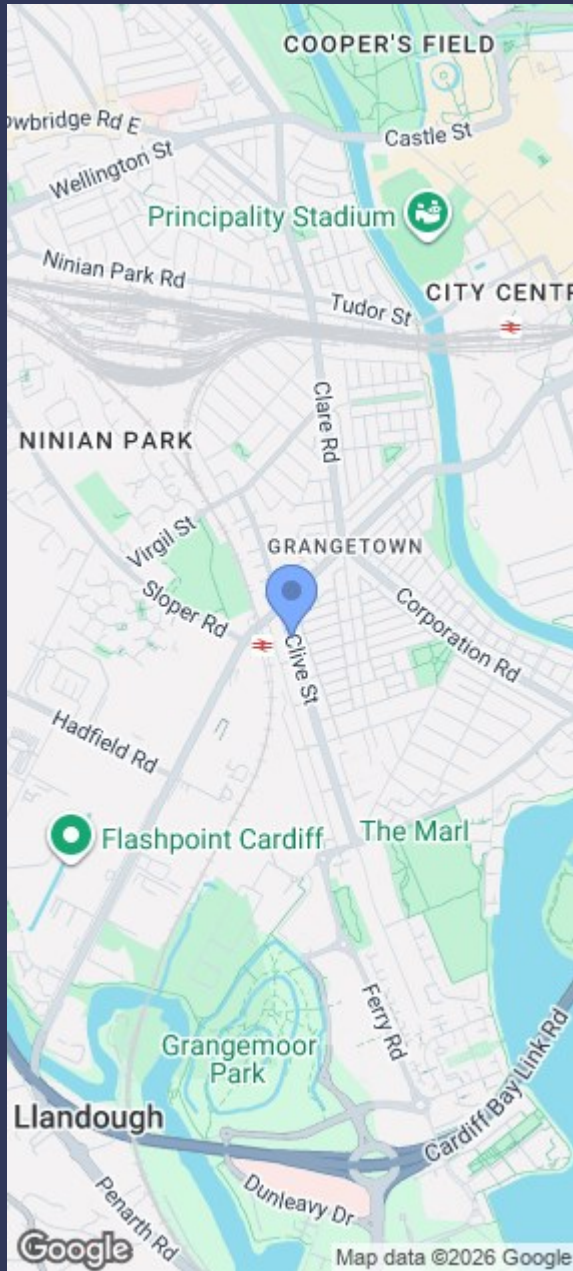 COOPER'S FIELD
owbridge Rd E
Castle St
Wellington St
Principality Stadium
Ninian Park Rd
CITY CENTR
Tudor St
Clare Rd
NINIAN PARK
Virgil St
GRANGETOWN
Sloper Rd
Corporation Rd
Clive St
Hadfield Rd
Flashpoint Cardiff
The Marl
Ferry Rd
Grangemoor
Park
Llandough
Cardiff Bay Link Rd
Dunleavy Dr
Penarth Rd
Google
Map data ©2026 Google